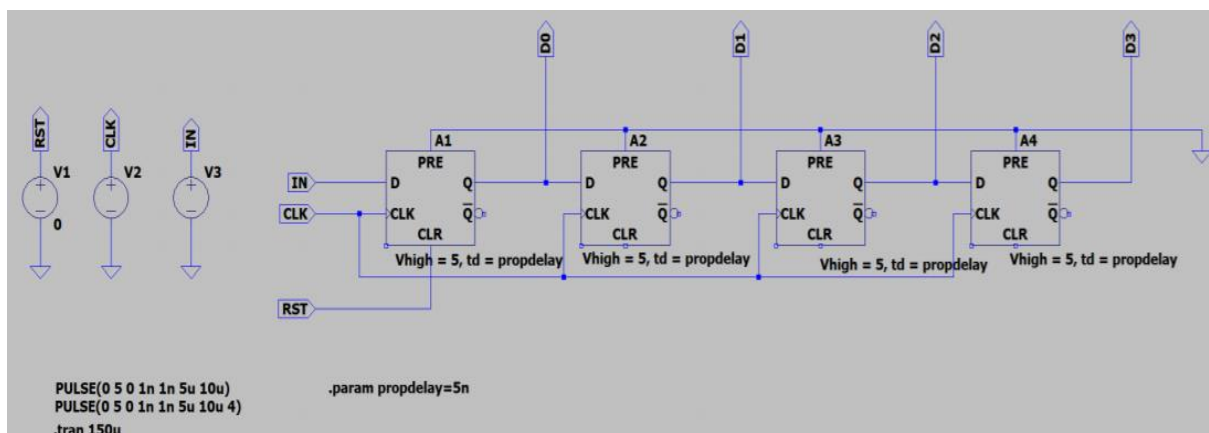 D0
D1
D2
D3
RST
CLK
IN
V1
V2
V3
0
A1
A2
A3
A4
PRE
PRE
PRE
PRE
IN
D
Q
D
Q
D
Q
D
Q
CLK
CLK
Q
CLK
Q
CLK
Q
CLK
Q
CLR
CLR
CLR
CLR
Vhigh = 5, td = propdelay
Vhigh = 5, td = propdelay
Vhigh = 5, td = propdelay
Vhigh = 5, td = propdelay
RST
PULSE(0 5 0 1n 1n 5u 10u)
.param propdelay=5n
PULSE(0 5 0 1n 1n 5u 10u 4)
.tran 150u